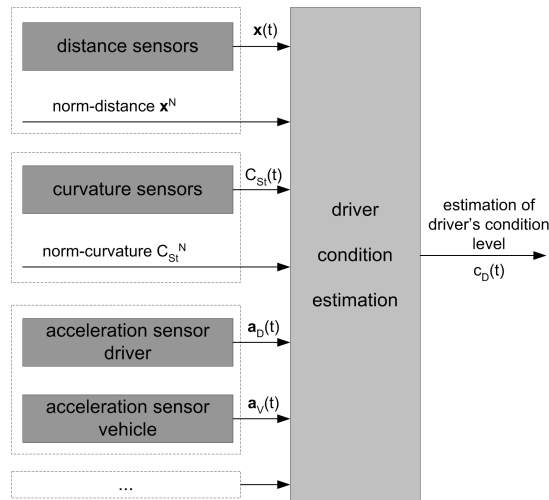 distance sensors
x(t)
norm-distance x^N
curvature sensors
C_St(t)
norm-curvature C_St^N
acceleration sensor
driver
a_D(t)
acceleration sensor
vehicle
a_V(t)
...
driver
condition
estimation
estimation of
driver's condition
level
c_D(t)